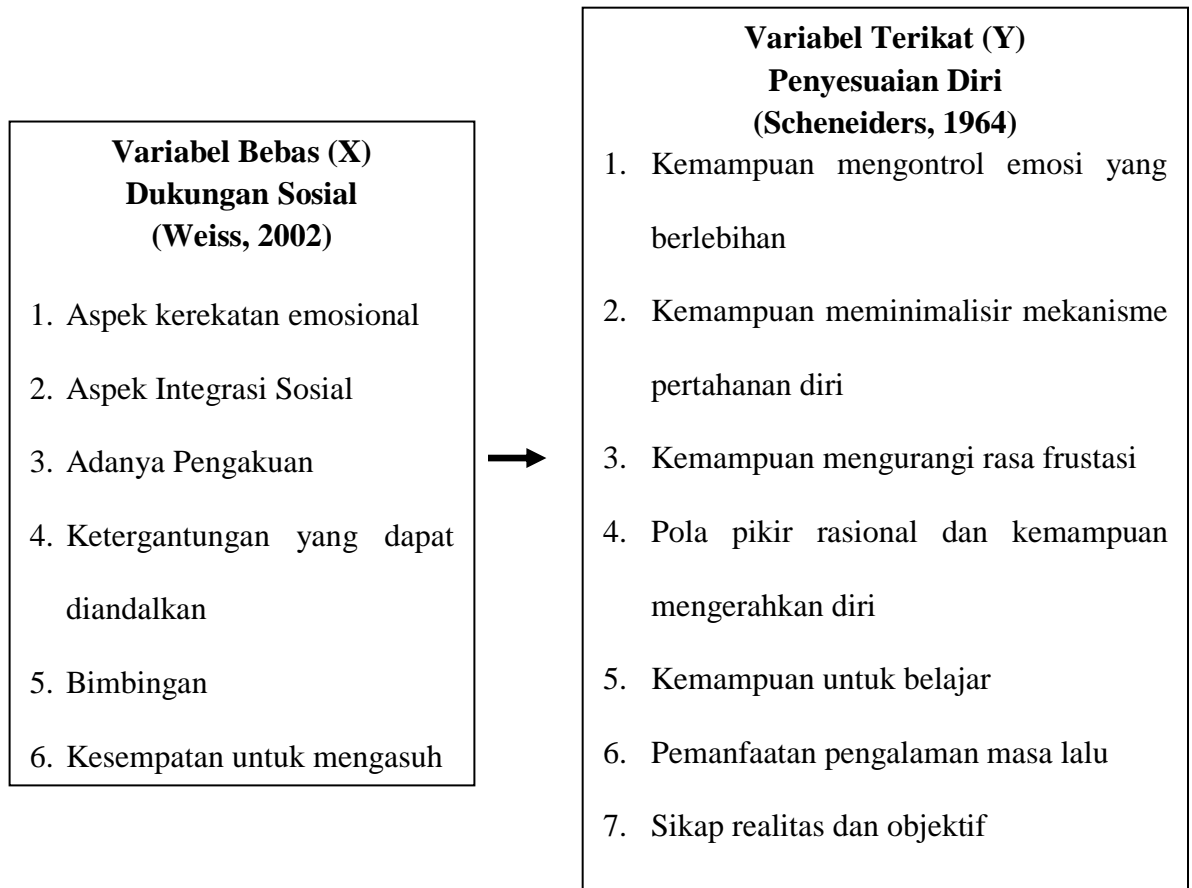 Variabel Bebas (X)
Dukungan Sosial
(Weiss, 2002)
1. Aspek kerekatan emosional
2. Aspek Integrasi Sosial
3. Adanya Pengakuan
4. Ketergantungan yang dapat
diandalkan
5. Bimbingan
6. Kesempatan untuk mengasuh
Variabel Terikat (Y)
Penyesuaian Diri
(Scheneiders, 1964)
1. Kemampuan mengontrol emosi yang
berlebihan
2. Kemampuan meminimalisir mekanisme
pertahanan diri
3. Kemampuan mengurangi rasa frustasi
4. Pola pikir rasional dan kemampuan
mengerahkan diri
5. Kemampuan untuk belajar
6. Pemanfaatan pengalaman masa lalu
7. Sikap realitas dan objektif